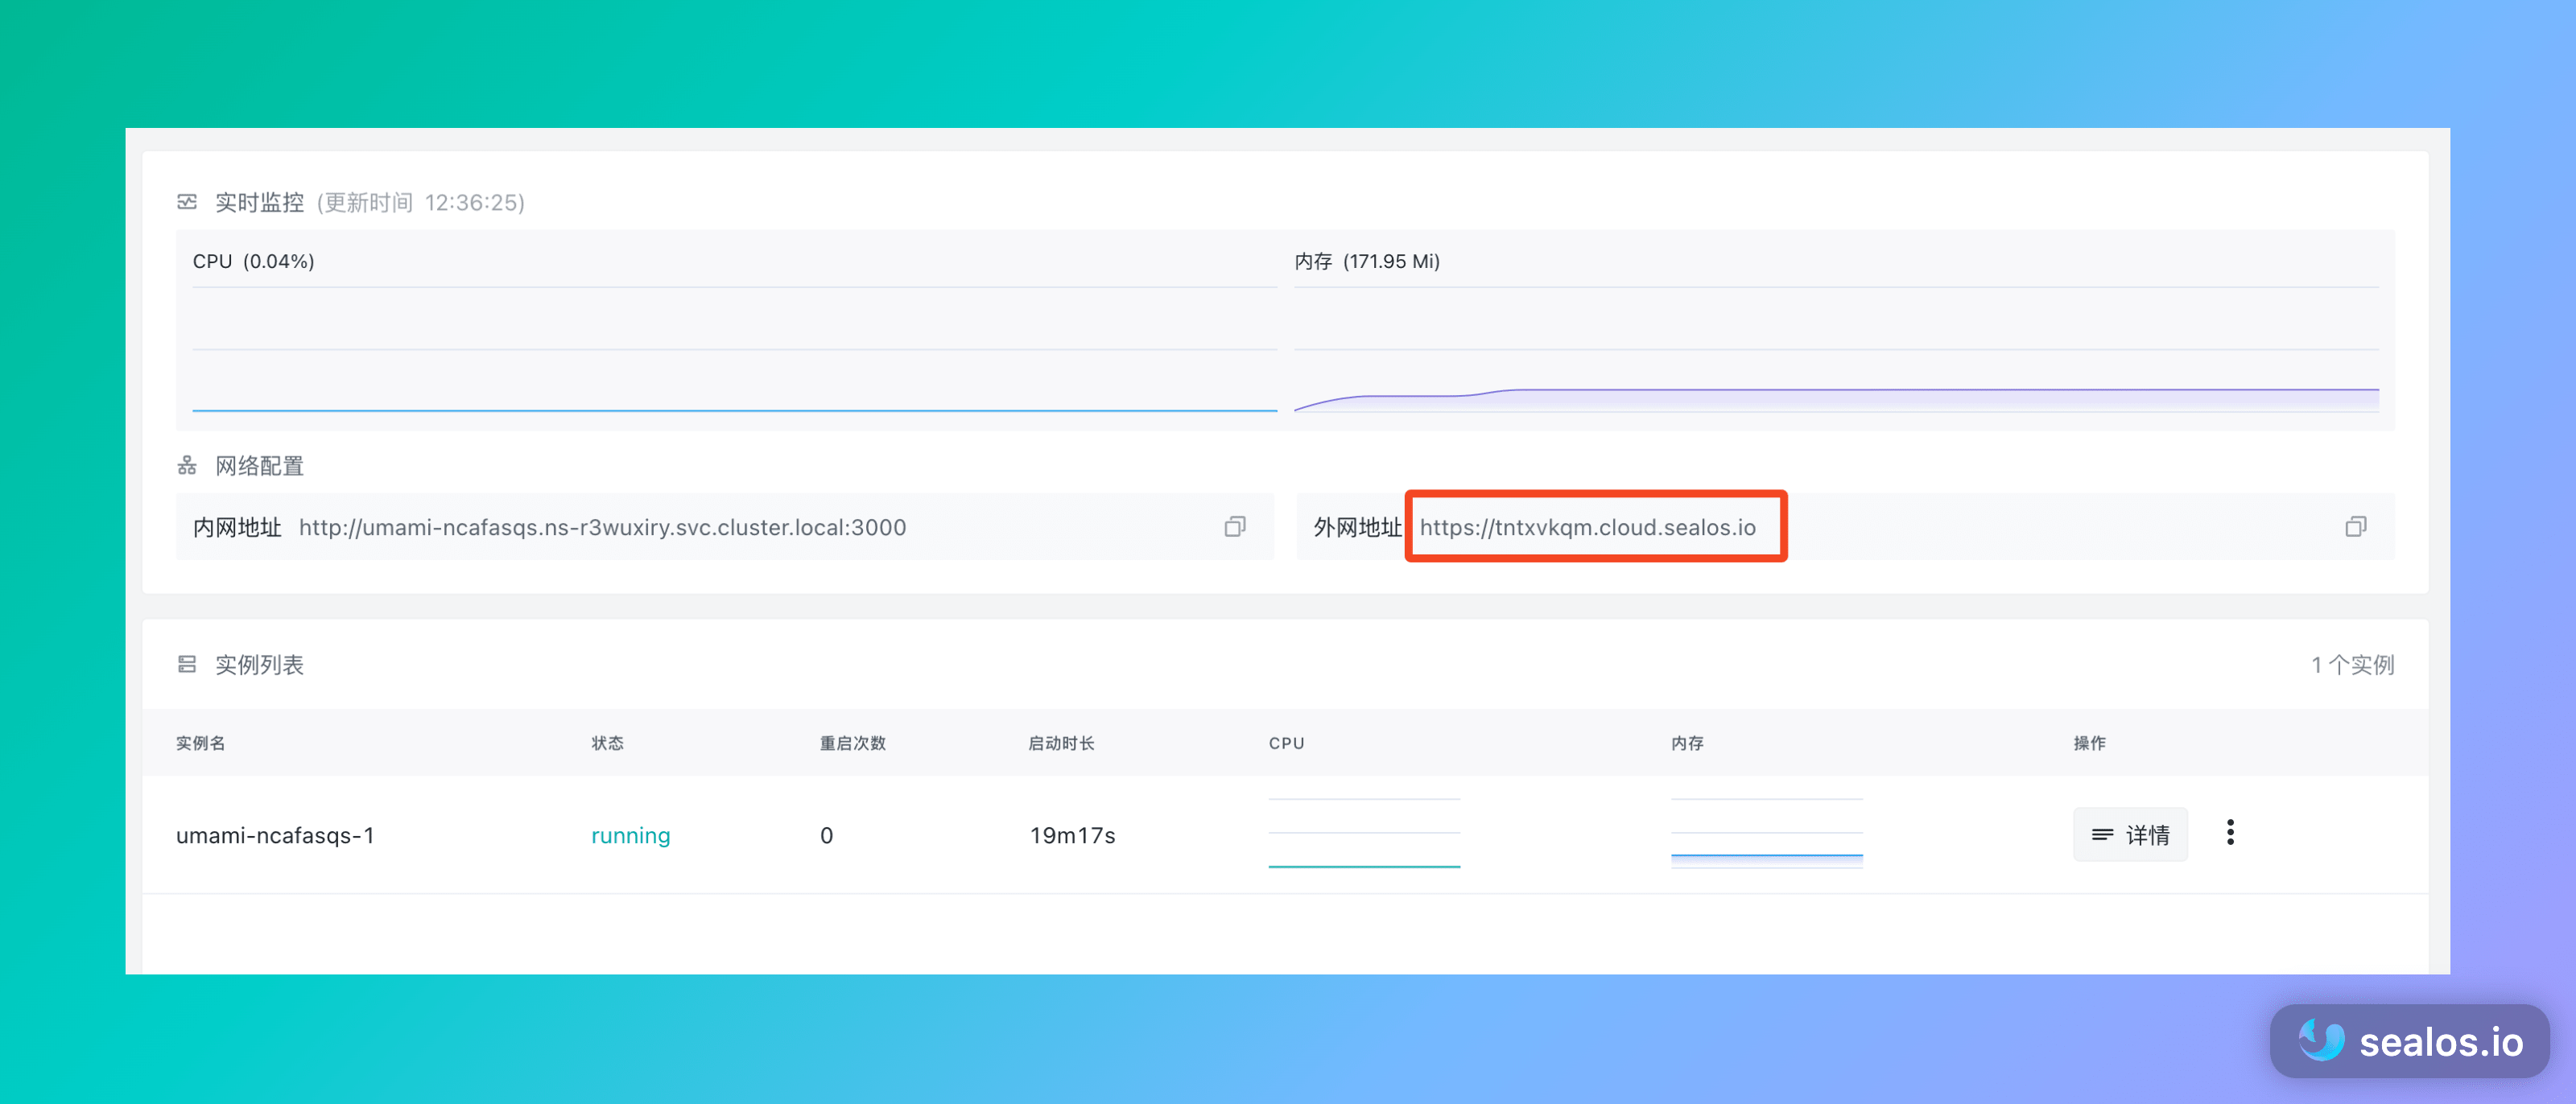 实时监控 (更新时间 12:36:25)
CPU (0.04%)
内存 (171.95 Mi)
网络配置
内网地址 http://umami-ncafasqs.ns-r3wuxiry.svc.cluster.local:3000
外网地址 https://tntxvkqm.cloud.sealos.io
实例列表
1 个实例
实例名 状态 重启次数 启动时长 CPU 内存 操作
umami-ncafasqs-1 running 0 19m17s 详情
sealos.io